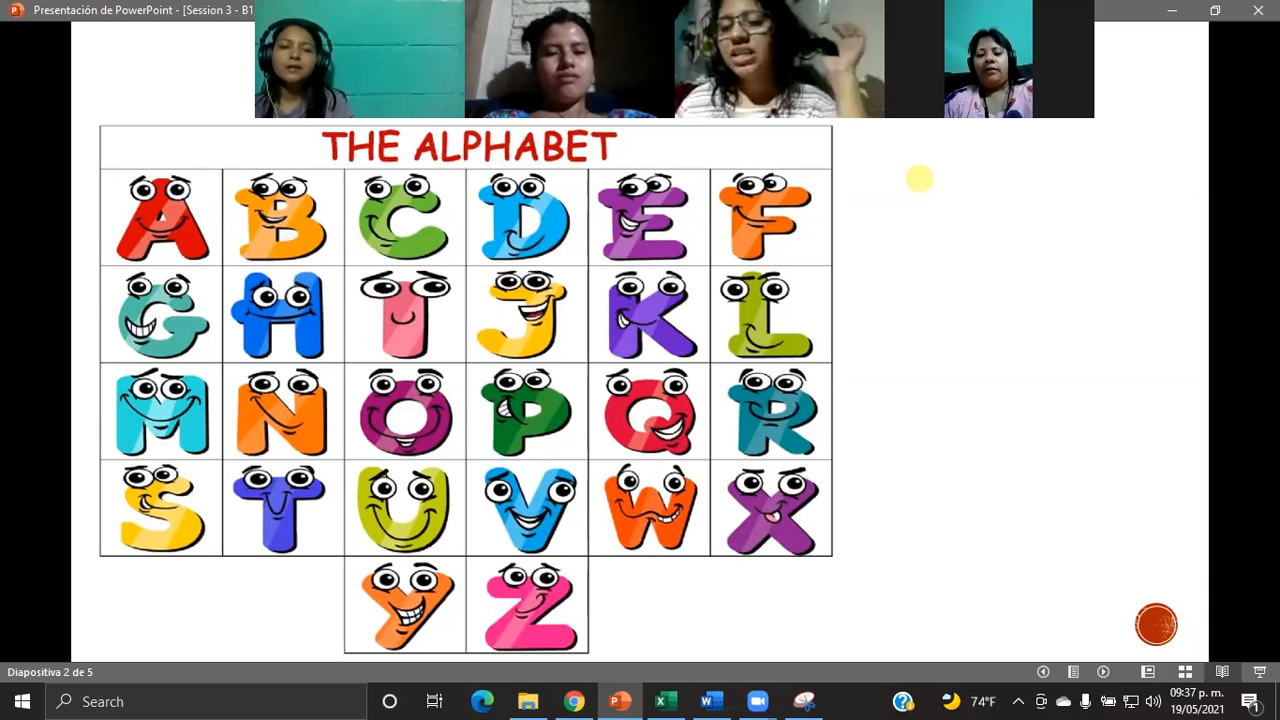 Presentación de PowerPoint - [Session 3 - B1
THE ALPHABET
A B C D E F
G H I J K L
M N O P Q R
S T U V W X
Y Z
Diapositiva 2 de 5
Search
74°F
09:37 p. m.
19/05/2021
1